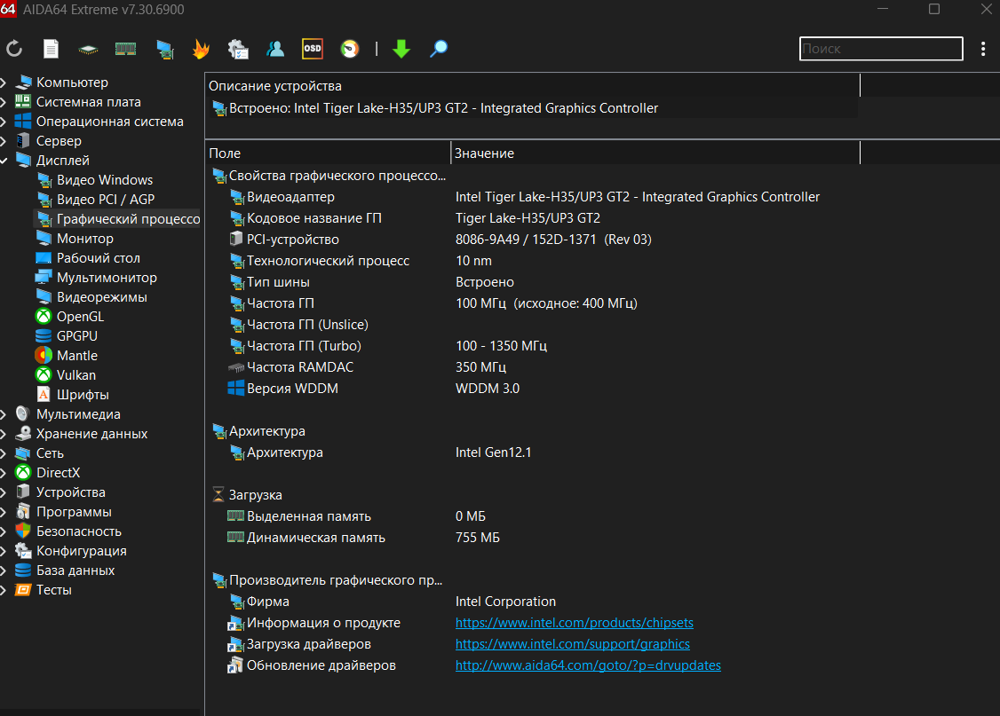 64 AIDA64 Extreme v7.30.6900
OSD
Поиск
Компьютер
Системная плата
Операционная система
Сервер
Дисплей
Видео Windows
Видео PCI / AGP
Графический процессо
Монитор
Рабочий стол
Мультимонитор
Видеорежимы
OpenGL
GPGPU
Mantle
Vulkan
Шрифты
Мультимедиа
Хранение данных
Сеть
DirectX
Устройства
Программы
Безопасность
Конфигурация
База данных
Тесты
Описание устройства
Встроено: Intel Tiger Lake-H35/UP3 GT2 - Integrated Graphics Controller
Поле Значение
Свойства графического процессо...
Видеоадаптер Intel Tiger Lake-H35/UP3 GT2 - Integrated Graphics Controller
Кодовое название ГП Tiger Lake-H35/UP3 GT2
PCI-устройство 8086-9A49 / 152D-1371 (Rev 03)
Технологический процесс 10 nm
Тип шины Встроено
Частота ГП 100 МГц (исходное: 400 МГц)
Частота ГП (Unslice)
Частота ГП (Turbo) 100 - 1350 МГц
Частота RAMDAC 350 МГц
Версия WDDM WDDM 3.0
Архитектура
Архитектура Intel Gen12.1
Загрузка
Выделенная память 0 МБ
Динамическая память 755 МБ
Производитель графического пр...
Фирма Intel Corporation
Информация о продукте https://www.intel.com/products/chipsets
Загрузка драйверов https://www.intel.com/support/graphics
Обновление драйверов http://www.aida64.com/goto/?p=drvupdates